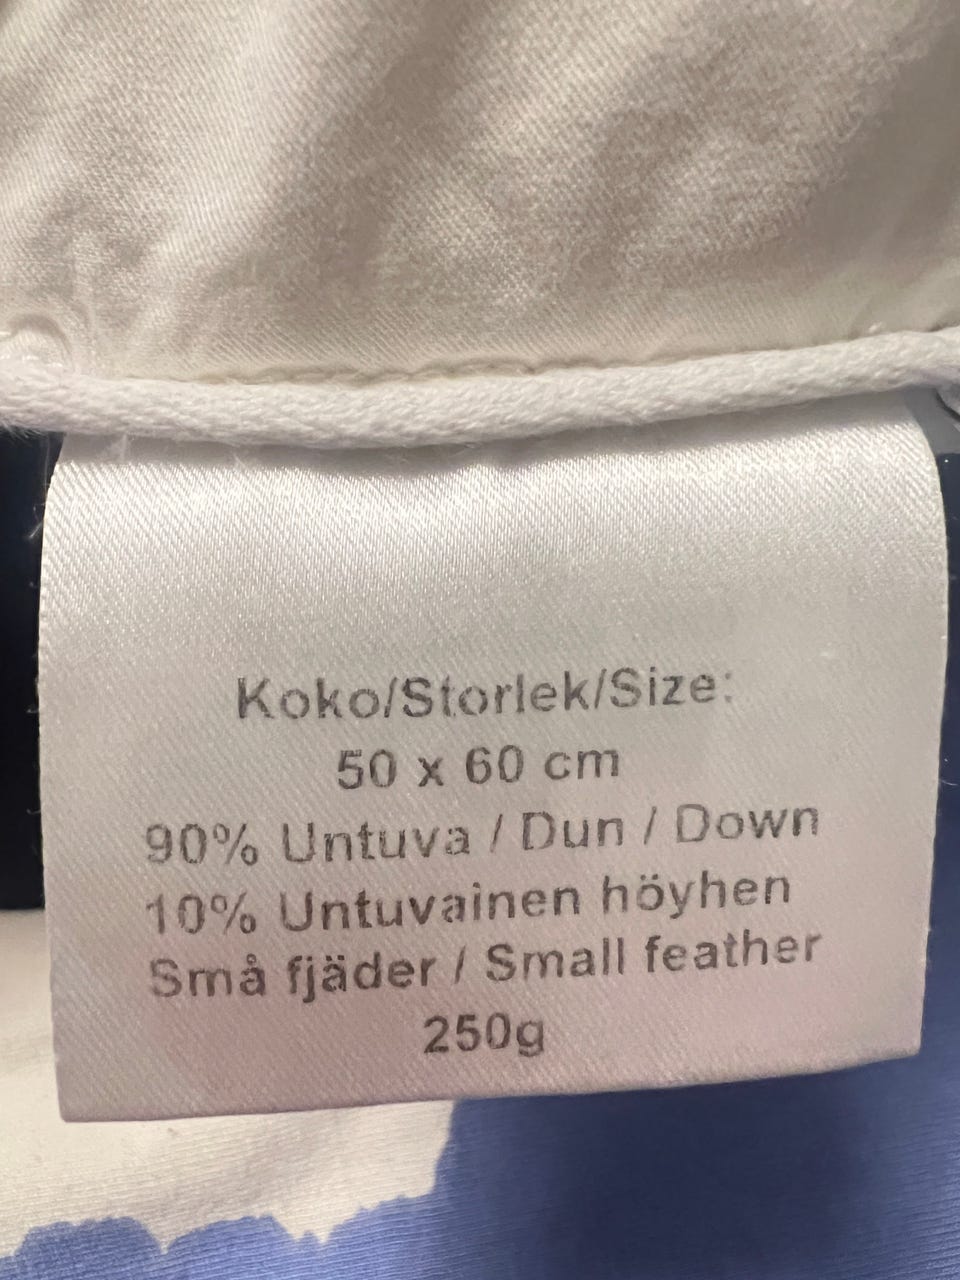 Koko/Storlek/Size:
50 x 60 cm
90% Untuva / Dun / Down
10% Untuvainen höyhen
Små fjäder / Small feather
250g